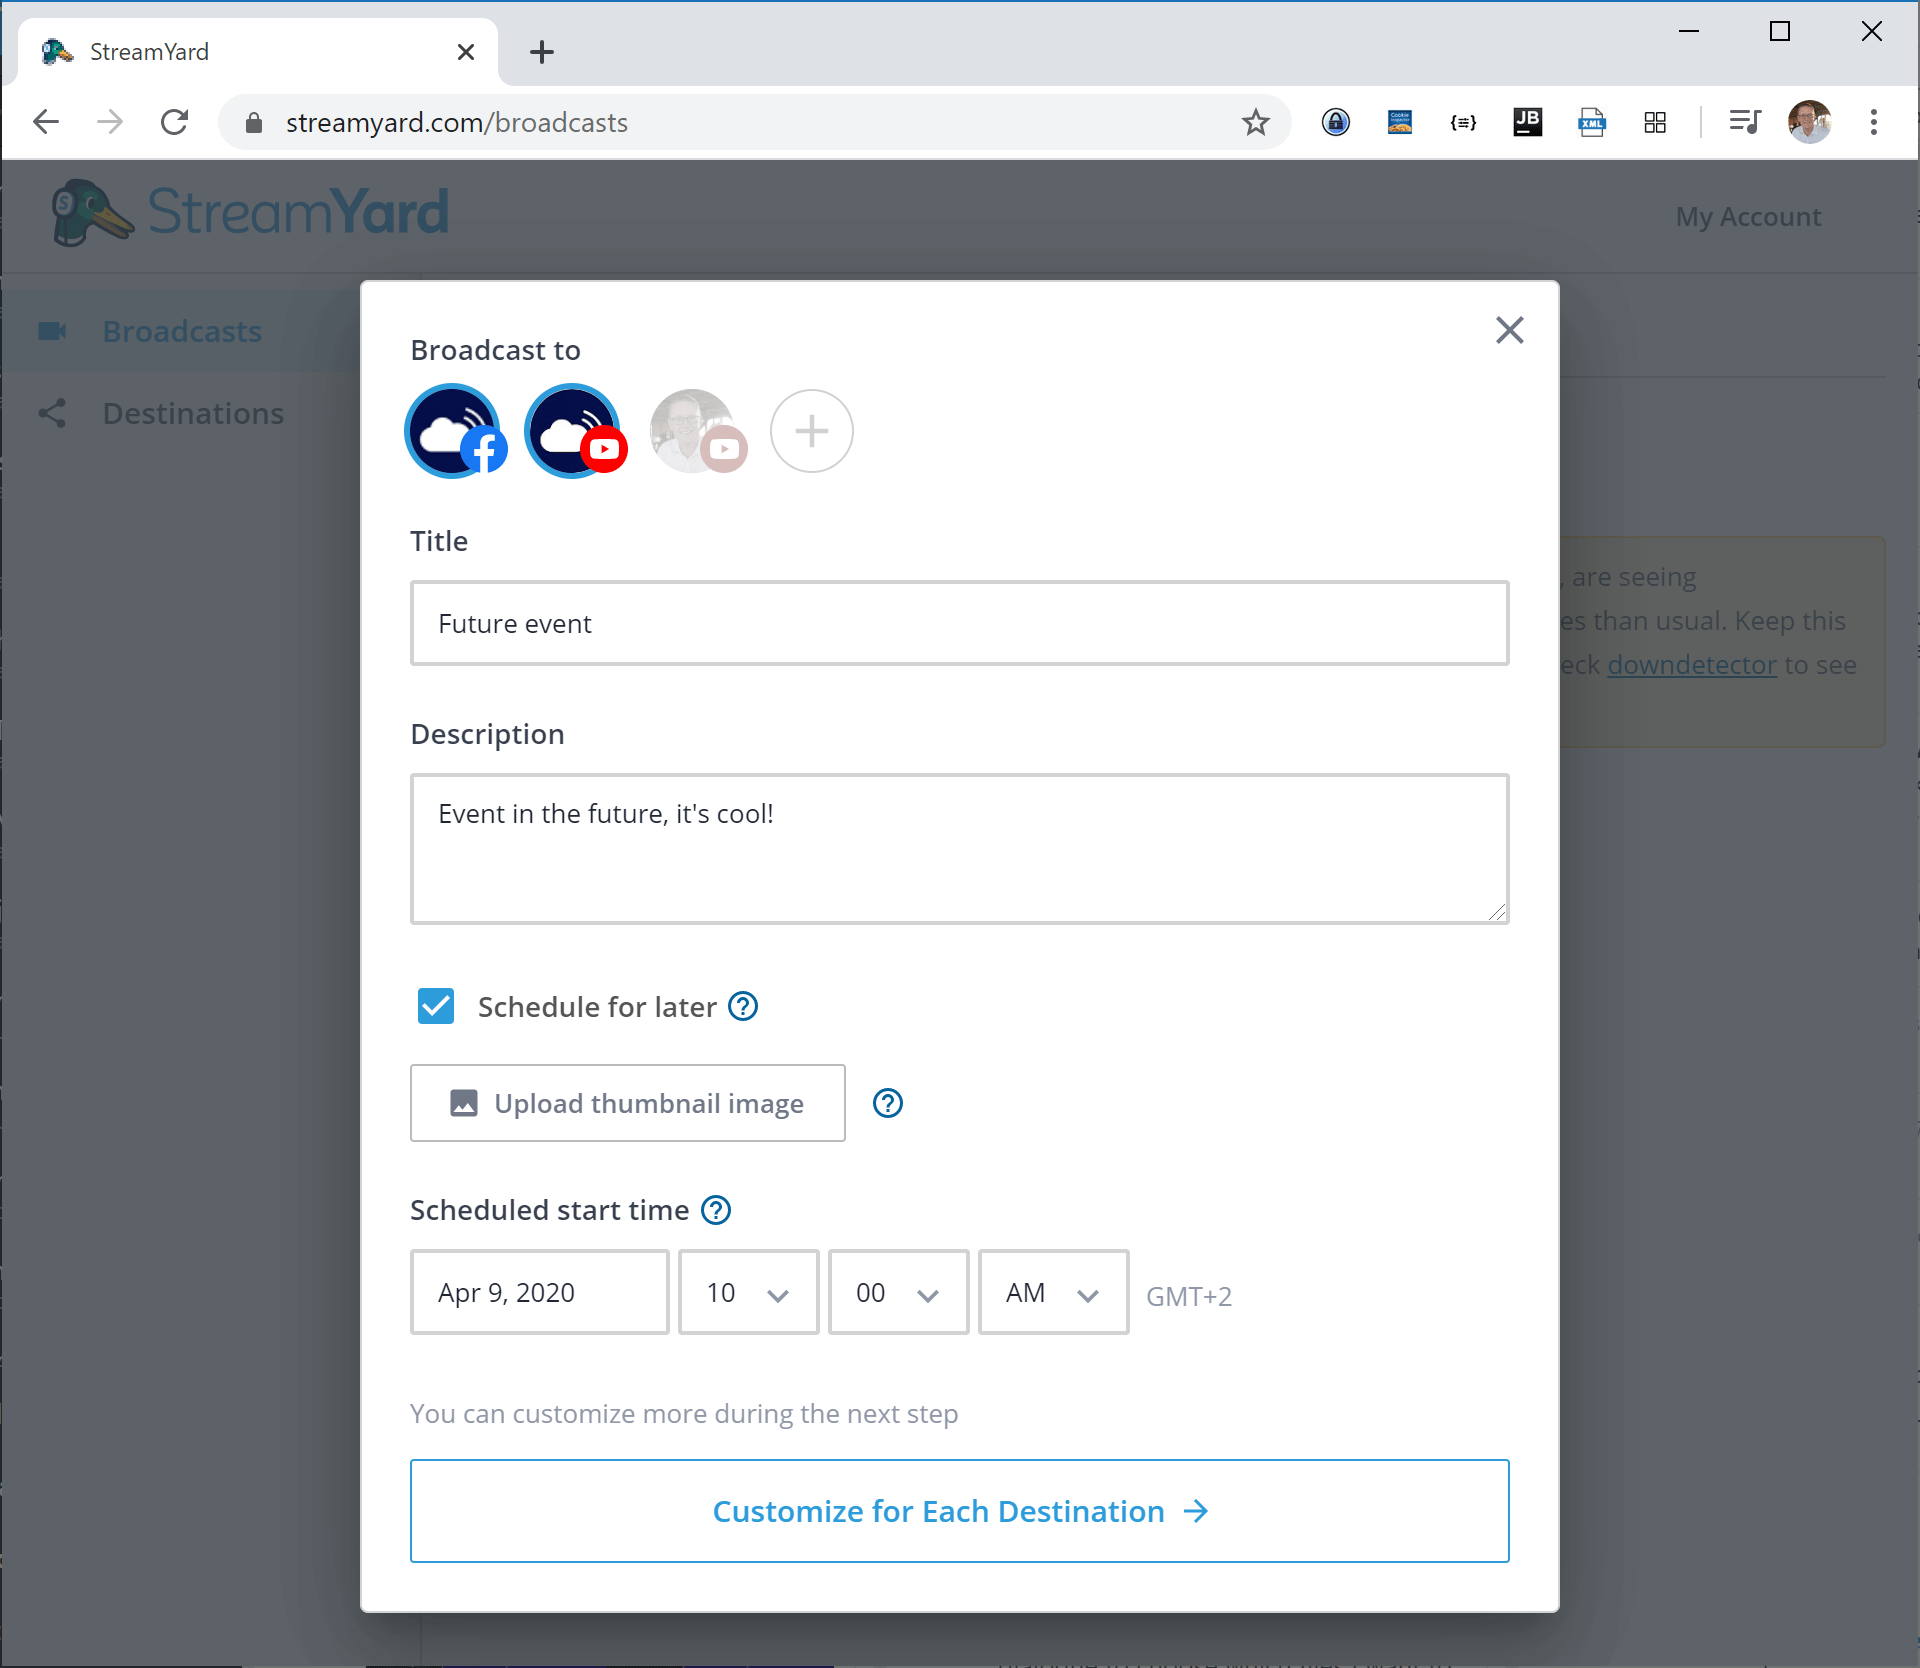 StreamYard
streamyard.com/broadcasts
Cookie
JB
XML
StreamYard
My Account
Broadcasts
Destinations
Broadcast to
Title
Future event
, are seeing
es than usual. Keep this
eck downdetector to see
Description
Event in the future, it's cool!
Schedule for later
Upload thumbnail image
Scheduled start time
Apr 9, 2020 10 00 AM GMT+2
You can customize more during the next step
Customize for Each Destination →